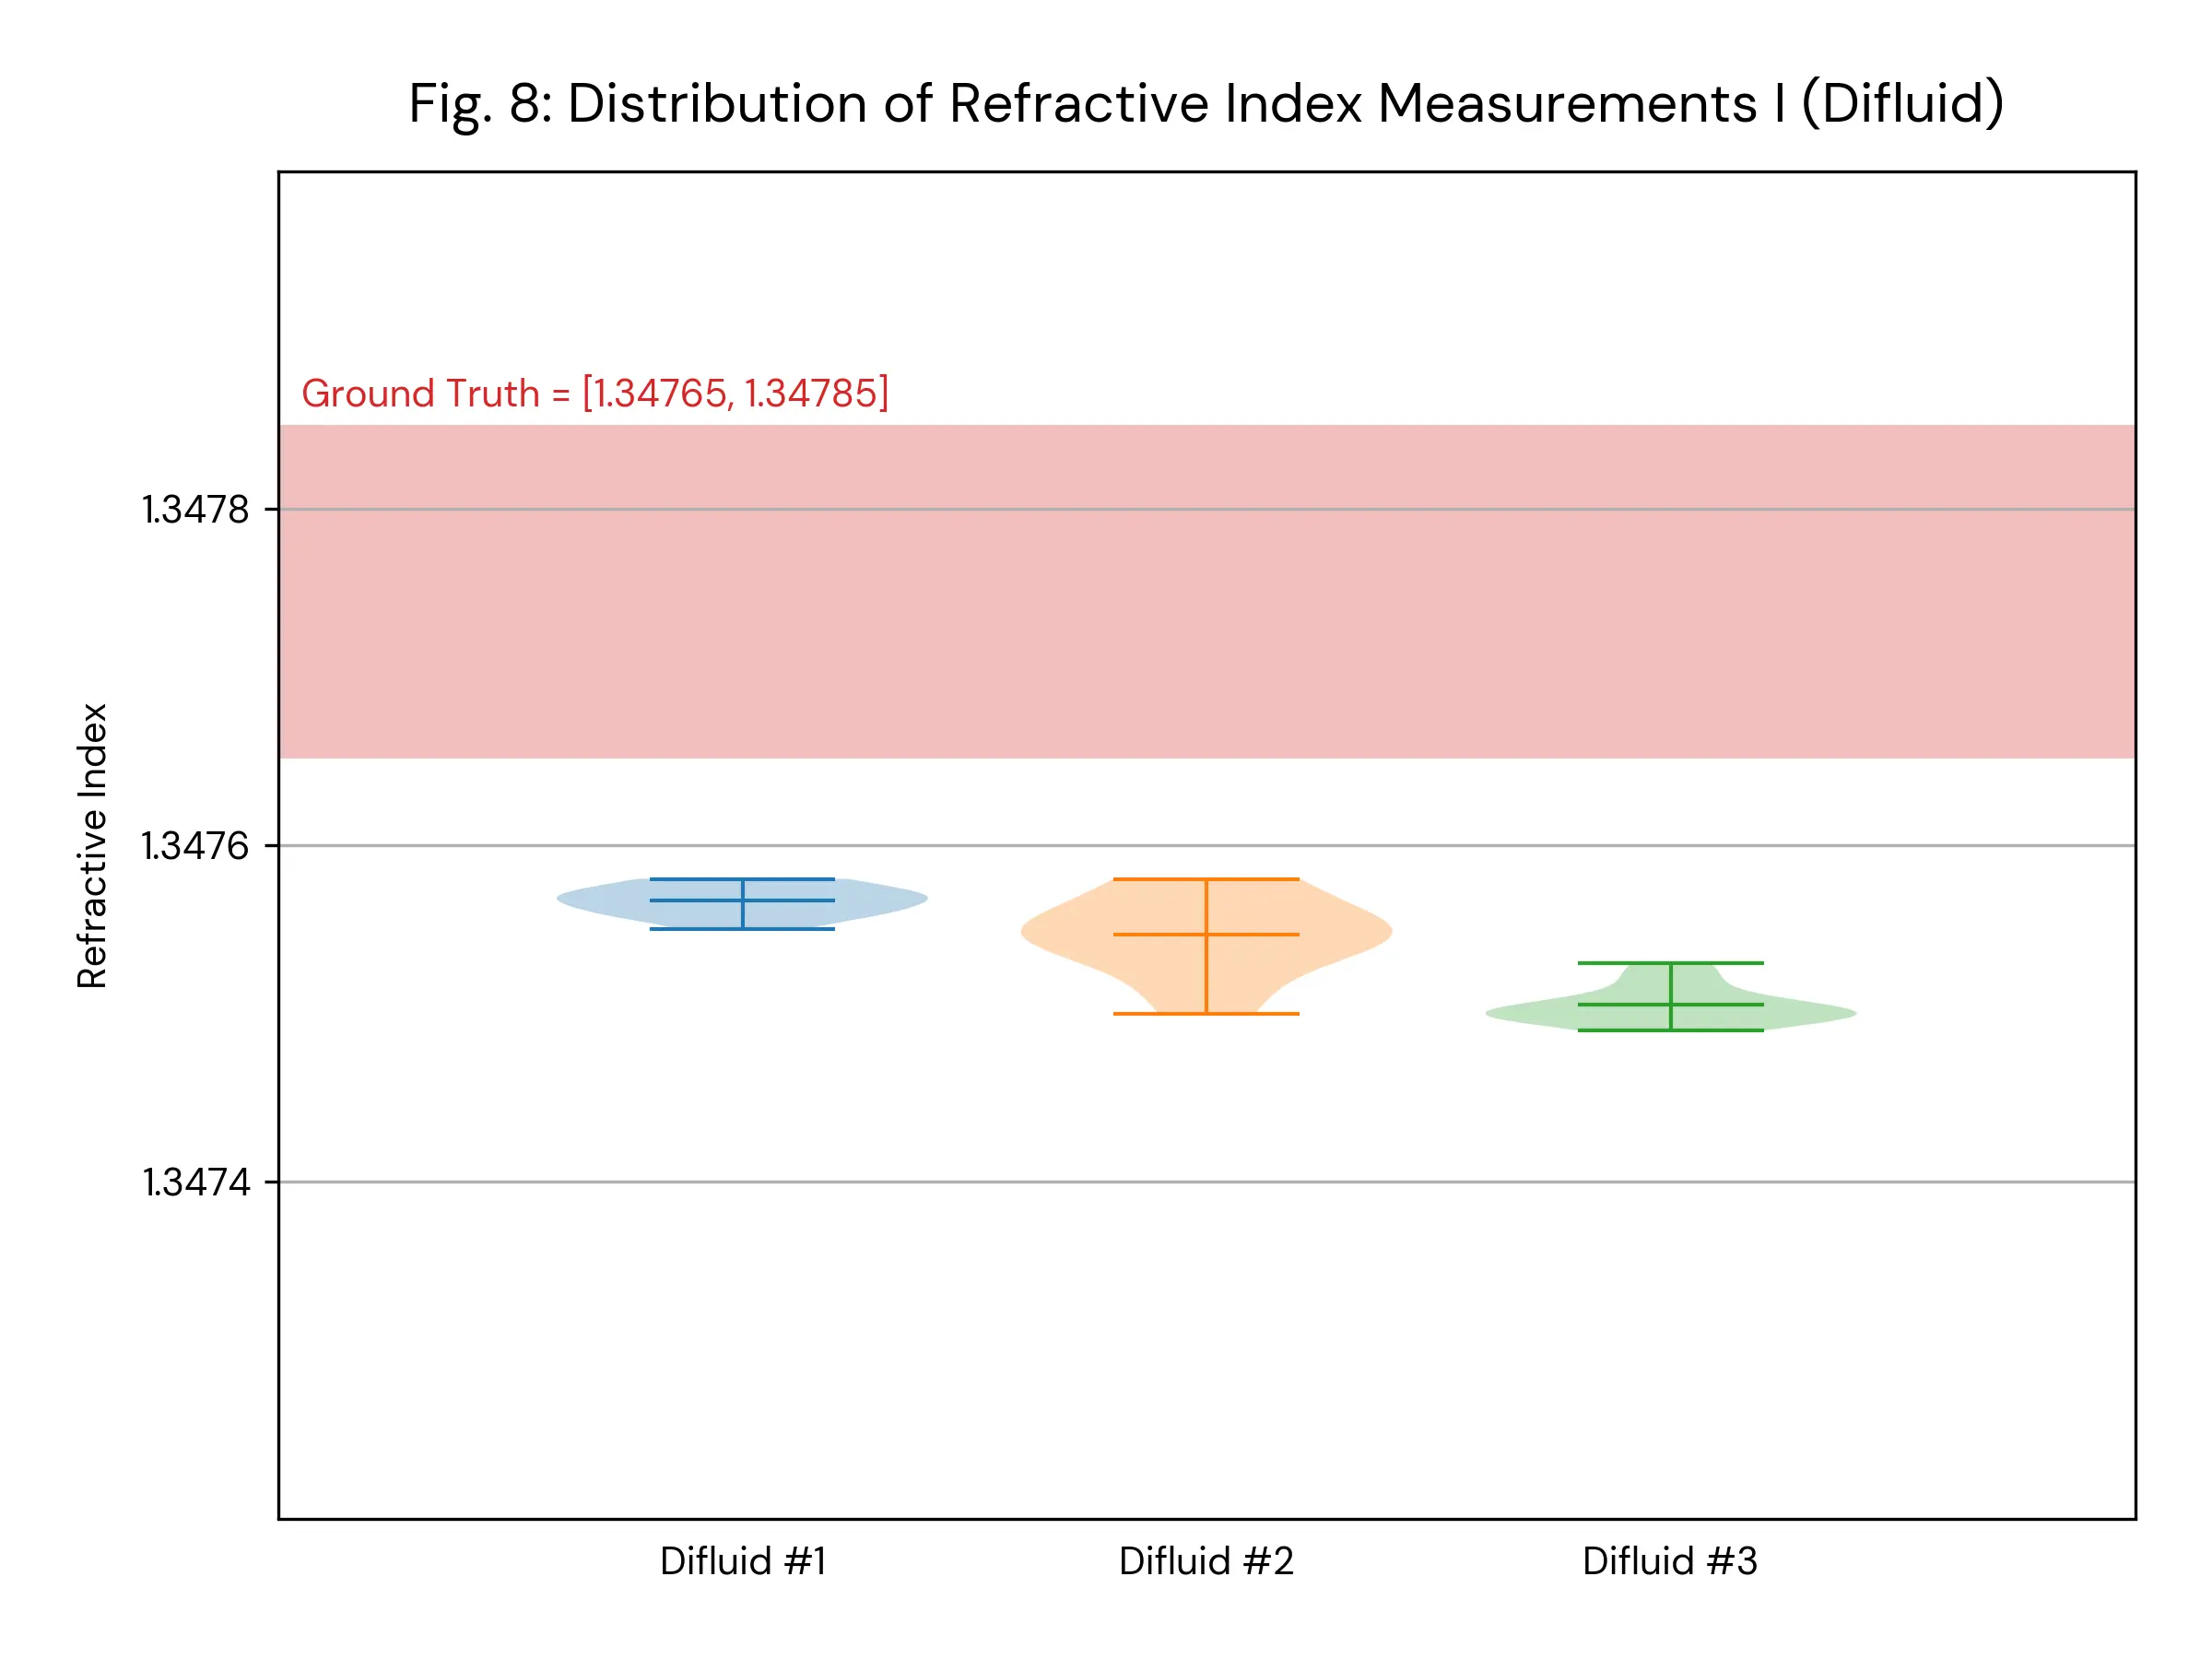 Fig. 8: Distribution of Refractive Index Measurements I (Difluid)
Ground Truth = [1.34765, 1.34785]
1.3478
1.3476
1.3474
Refractive Index
Difluid #1
Difluid #2
Difluid #3